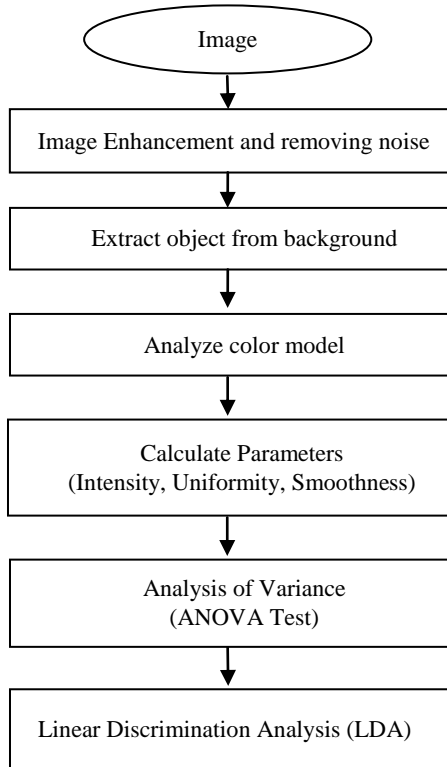 Image
Image Enhancement and removing noise
Extract object from background
Analyze color model
Calculate Parameters
(Intensity, Uniformity, Smoothness)
Analysis of Variance
(ANOVA Test)
Linear Discrimination Analysis (LDA)